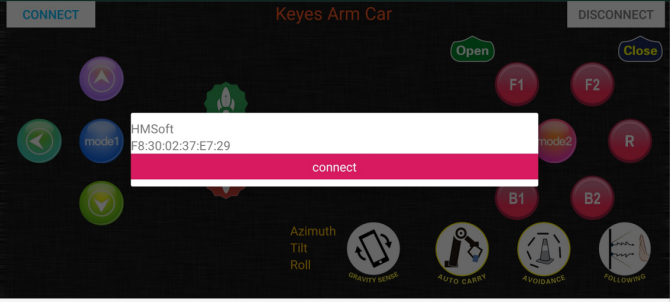 CONNECT
Keyes Arm Car
DISCONNECT
Open
Close
F1
F2
mode1
HMSoft
F8:30:02:37:E7:29
connect
mode2
R
B1
B2
Azimuth
Tilt
Roll
GRAVITY SENSE
AUTO CARRY
AVOIDANCE
FOLLOWING